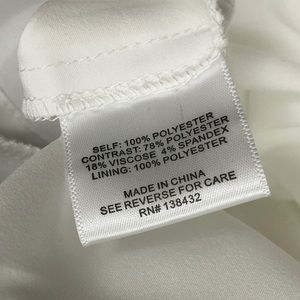 SELF: 100% POLYESTER
CONTRAST: 78% POLYESTER
18% VISCOSE 4% SPANDEX
LINING: 100% POLYESTER
MADE IN CHINA
SEE REVERSE FOR CARE
RN# 138432